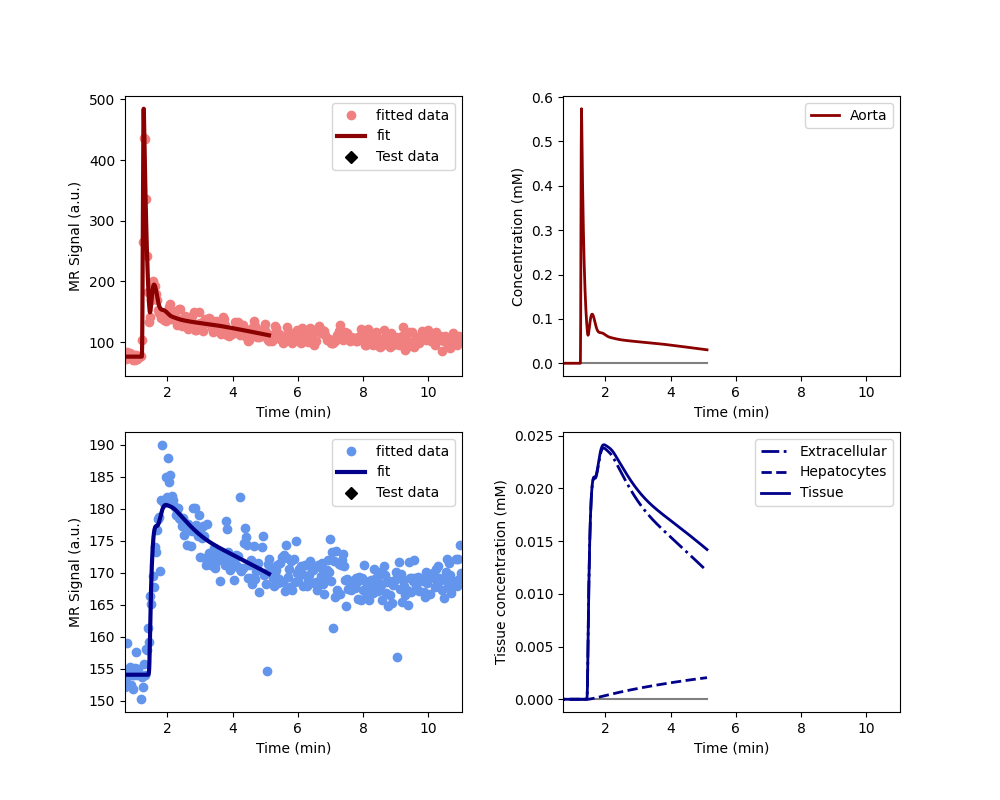 500
400
300
200
100
MR Signal (a.u.)
fitted data
fit
Test data
2 4 6 8 10
Time (min)
0.6
0.5
0.4
0.3
0.2
0.1
0.0
Concentration (mM)
Aorta
2 4 6 8 10
Time (min)
190
185
180
175
170
165
160
155
150
MR Signal (a.u.)
fitted data
fit
Test data
2 4 6 8 10
Time (min)
0.025
0.020
0.015
0.010
0.005
0.000
Tissue concentration (mM)
Extracellular
Hepatocytes
Tissue
2 4 6 8 10
Time (min)